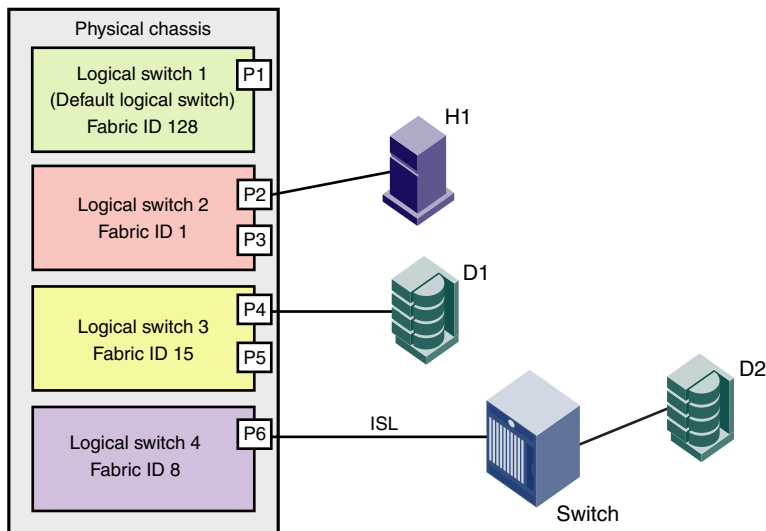 Physical chassis
Logical switch 1
(Default logical switch)
Fabric ID 128
P1
Logical switch 2
Fabric ID 1
P2
P3
Logical switch 3
Fabric ID 15
P4
P5
Logical switch 4
Fabric ID 8
P6
H1
D1
ISL
Switch
D2